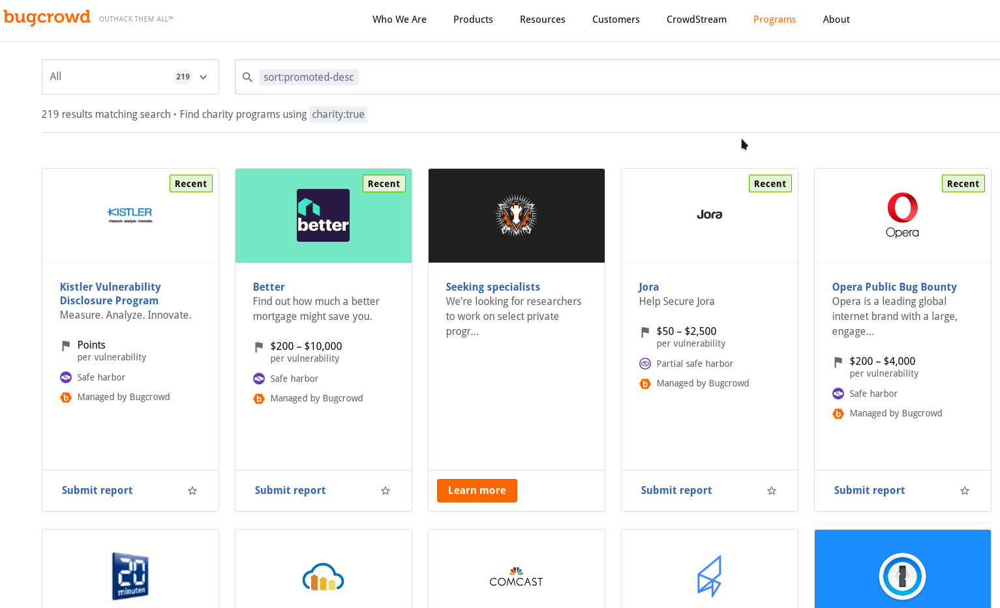 bugcrowd OUTHACK THEM ALL™ Who We Are Products Resources Customers CrowdStream Programs About
All 219 sort:promoted-desc
219 results matching search • Find charity programs using charity:true
Recent
KISTLER
measure. analyze. innovate.
Kistler Vulnerability
Disclosure Program
Measure. Analyze. Innovate.
Points
per vulnerability
Safe harbor
Managed by Bugcrowd
Submit report
Recent
better
Better
Find out how much a better
mortgage might save you.
$200 – $10,000
per vulnerability
Safe harbor
Managed by Bugcrowd
Submit report
Seeking specialists
We’re looking for researchers
to work on select private
progr...
Learn more
Recent
Jora
Jora
Help Secure Jora
$50 – $2,500
per vulnerability
Partial safe harbor
Managed by Bugcrowd
Submit report
Recent
Opera
Opera Public Bug Bounty
Opera is a leading global
internet brand with a large,
engage...
$200 – $4,000
per vulnerability
Safe harbor
Managed by Bugcrowd
Submit report
20
minuten
COMCAST